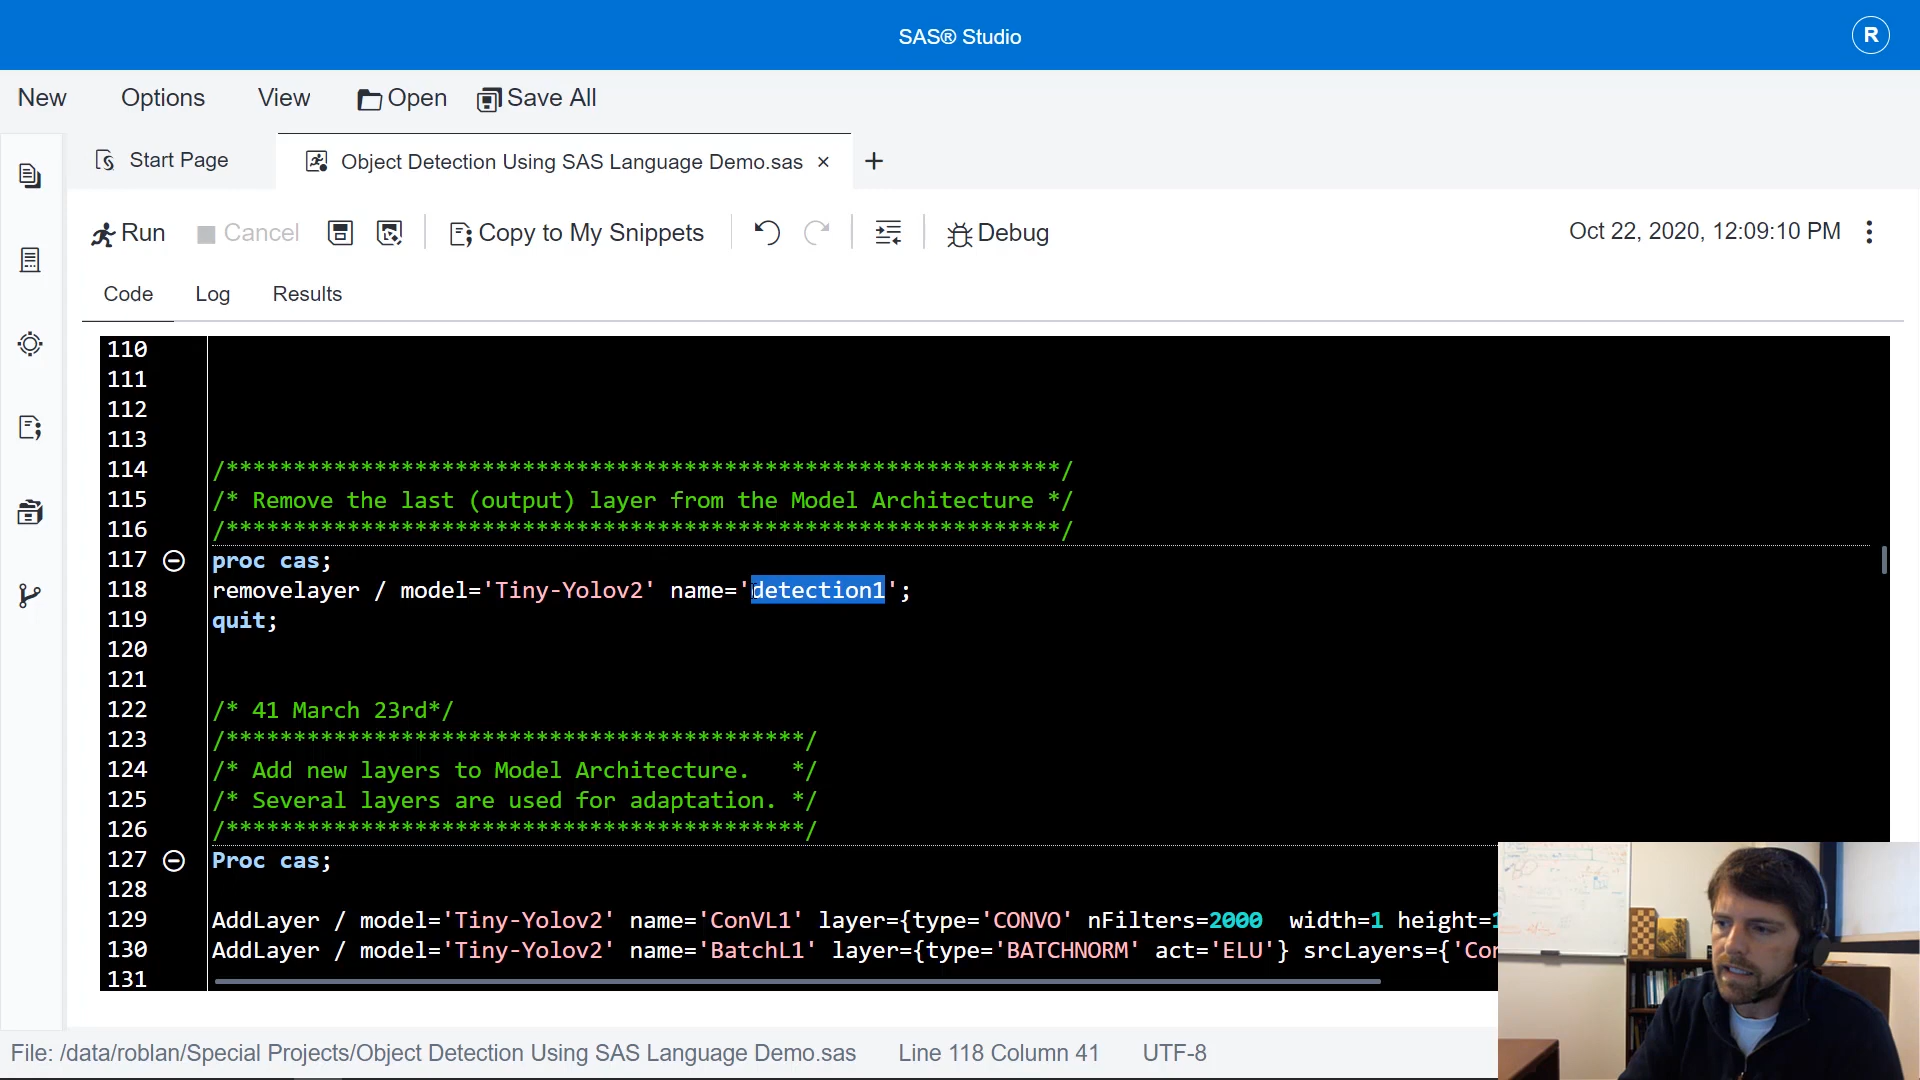 SAS® Studio
R
New Options View Open Save All
Start Page Object Detection Using SAS Language Demo.sas × +
Run Cancel Copy to My Snippets Debug Oct 22, 2020, 12:09:10 PM
Code Log Results
110
111
112
113
114 /**************************************************************/
115 /* Remove the last (output) layer from the Model Architecture */
116 /**************************************************************/
117 proc cas;
118 removelayer / model='Tiny-Yolov2' name='detection1';
119 quit;
120
121
122 /* 41 March 23rd*/
123 /*******************************************/
124 /* Add new layers to Model Architecture.   */
125 /* Several layers are used for adaptation. */
126 /*******************************************/
127 Proc cas;
128
129 AddLayer / model='Tiny-Yolov2' name='ConVL1' layer={type='CONVO' nFilters=2000  width=1 height=1
130 AddLayer / model='Tiny-Yolov2' name='BatchL1' layer={type='BATCHNORM' act='ELU'} srcLayers={'Con
131
File: /data/roblan/Special Projects/Object Detection Using SAS Language Demo.sas Line 118 Column 41 UTF-8